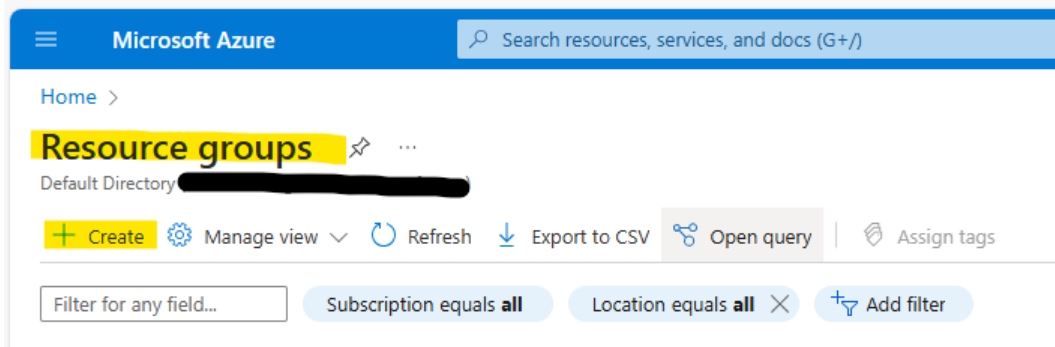 Microsoft Azure Search resources, services, and docs (G+/)
Home >
Resource groups ...
Default Directory
+ Create Manage view Refresh Export to CSV Open query Assign tags
Filter for any field... Subscription equals all Location equals all × Add filter